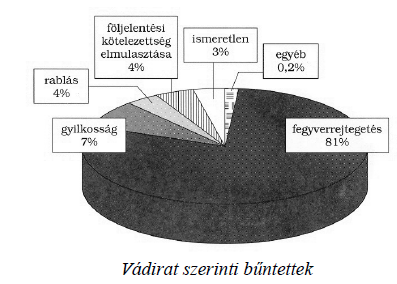 följelentési
kötelezettség
elmulasztása
4%
ismeretlen
3%
egyéb
0,2%
rablás
4%
gyilkosság
7%
fegyverrejtegetés
81%
Vádirat szerinti bűntettek